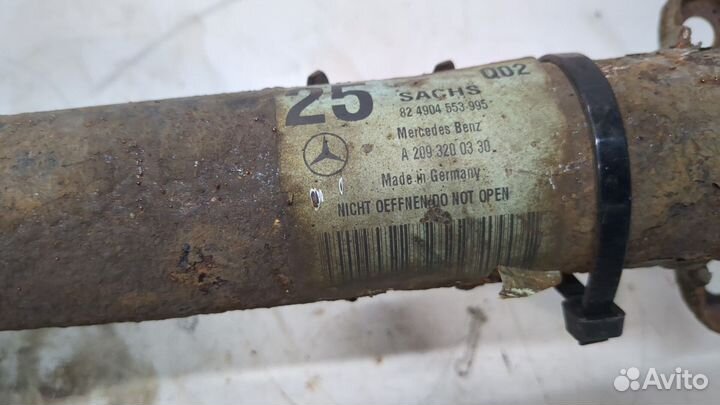 25 SACHS Q02
82 4904 553 995
Mercedes Benz
A 209 320 03 30
Made in Germany
NICHT OEFFNEN/DO NOT OPEN
Avito